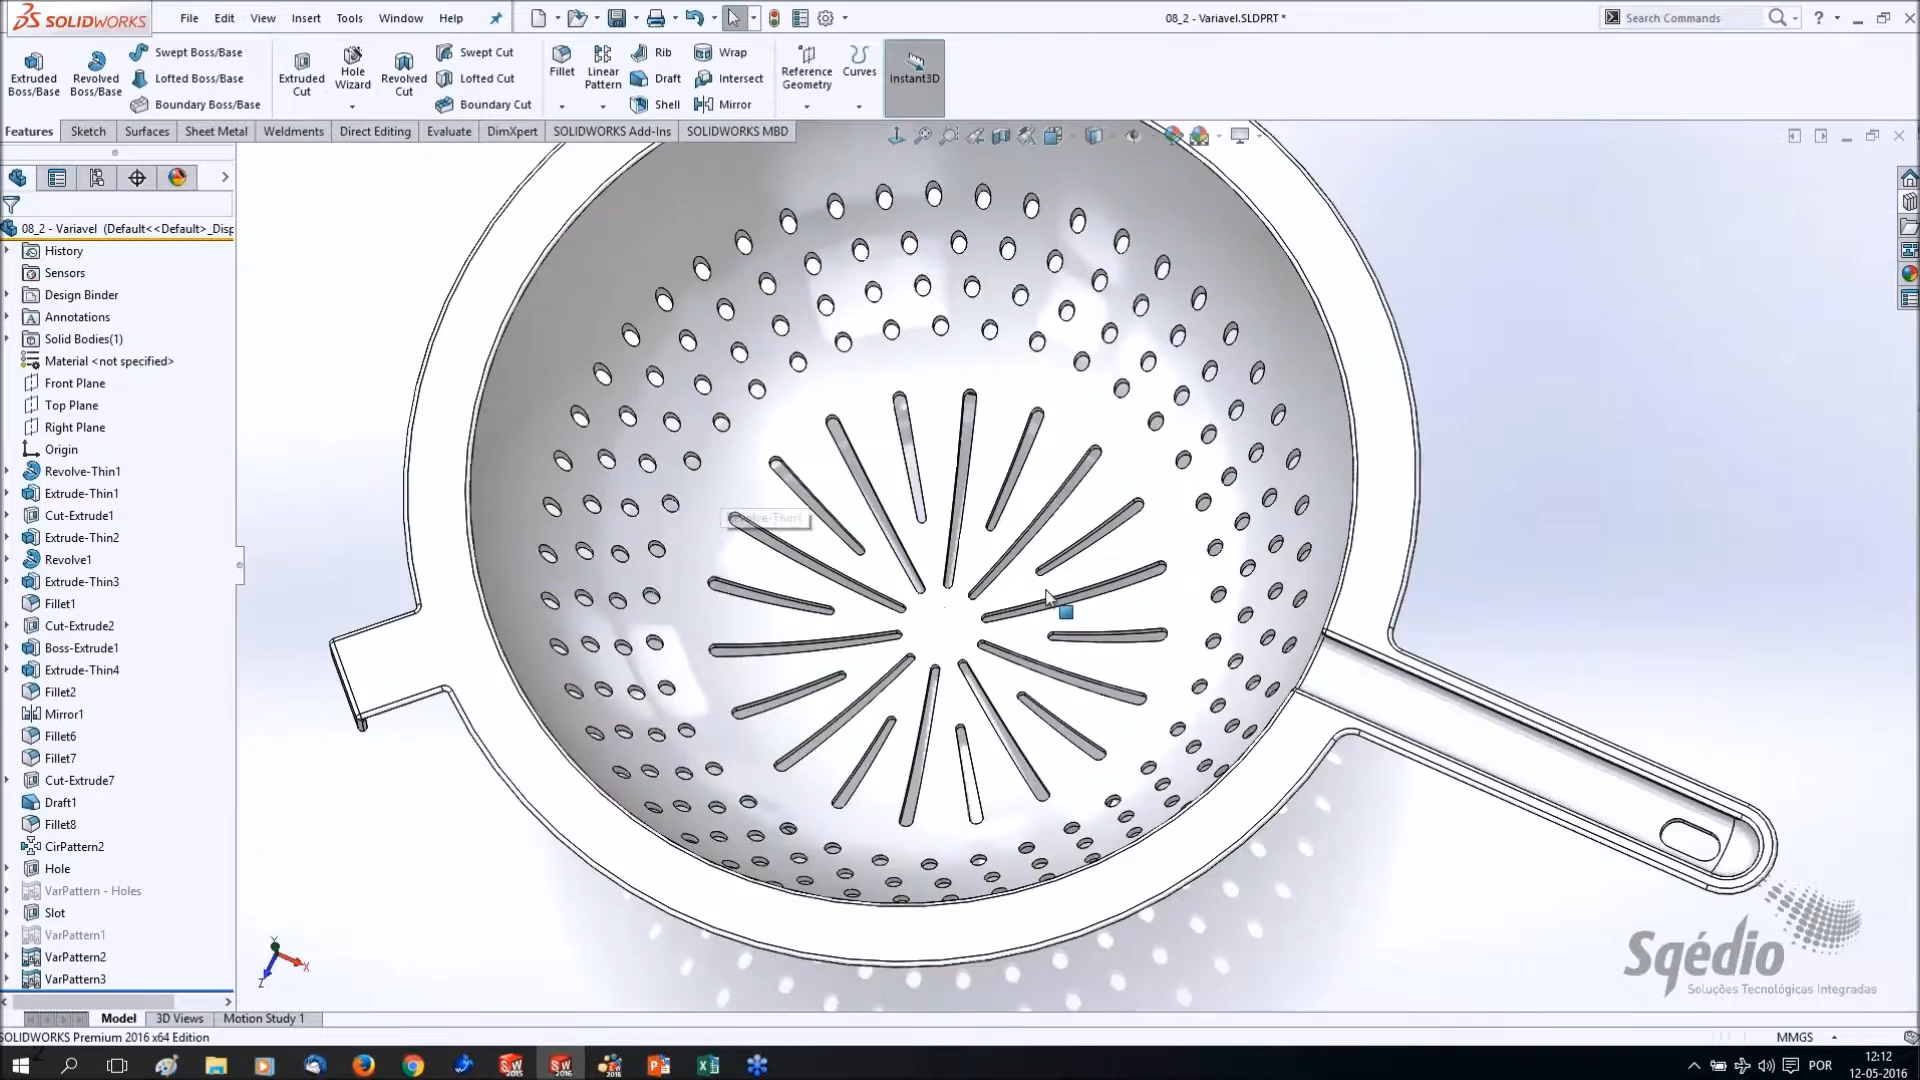 SOLIDWORKS File Edit View Insert Tools Window Help 08_2 - Variavel.SLDPRT * Search Commands ?
Extruded Boss/Base
Revolved Boss/Base
Swept Boss/Base
Lofted Boss/Base
Boundary Boss/Base
Extruded Cut
Hole Wizard
Revolved Cut
Swept Cut
Lofted Cut
Boundary Cut
Fillet
Linear Pattern
Rib
Draft
Shell
Wrap
Intersect
Mirror
Reference Geometry
Curves
Instant3D
Features Sketch Surfaces Sheet Metal Weldments Direct Editing Evaluate DimXpert SOLIDWORKS Add-Ins SOLIDWORKS MBD
08_2 - Variavel (Default<<Default>_Disp
History
Sensors
Design Binder
Annotations
Solid Bodies(1)
Material <not specified>
Front Plane
Top Plane
Right Plane
Origin
Revolve-Thin1
Extrude-Thin1
Cut-Extrude1
Extrude-Thin2
Revolve1
Extrude-Thin3
Fillet1
Cut-Extrude2
Boss-Extrude1
Extrude-Thin4
Fillet2
Mirror1
Fillet6
Fillet7
Cut-Extrude7
Draft1
Fillet8
CirPattern2
Hole
VarPattern - Holes
Slot
VarPattern1
VarPattern2
VarPattern3
Revolve-Thin1
Y
X
Z
Sqédio
Soluções Tecnológicas Integradas
Model 3D Views Motion Study 1
SOLIDWORKS Premium 2016 x64 Edition MMGS
SW 2015 SW 2016 2016 POR 12:12
12-05-2016